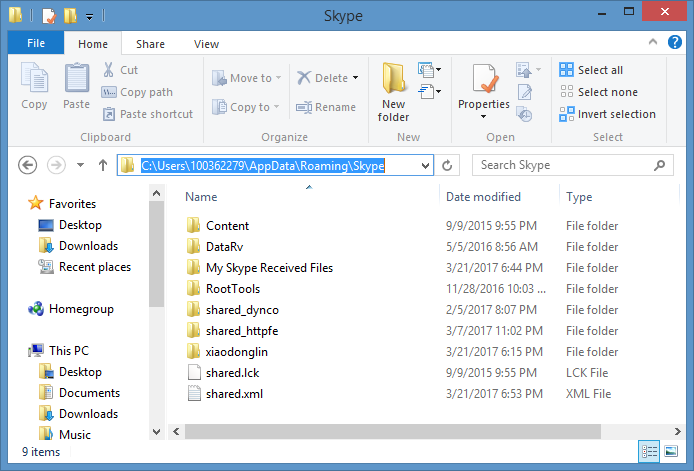 Skype
File Home Share View
Copy
Paste
Cut
Copy path
Paste shortcut
Clipboard
Move to
Copy to
Delete
Rename
Organize
New
folder
New
Properties
Open
Select all
Select none
Invert selection
Select
C:\Users\100362279\AppData\Roaming\Skype
Search Skype
Favorites
Desktop
Downloads
Recent places
Homegroup
This PC
Desktop
Documents
Downloads
Music
Name Date modified Type
Content 9/9/2015 9:55 PM File folder
DataRv 5/5/2016 8:56 AM File folder
My Skype Received Files 3/21/2017 6:44 PM File folder
RootTools 11/28/2016 10:03 ... File folder
shared_dynco 2/5/2017 8:07 PM File folder
shared_httpfe 3/7/2017 11:02 PM File folder
xiaodonglin 3/21/2017 6:15 PM File folder
shared.lck 9/9/2015 9:55 PM LCK File
shared.xml 3/21/2017 6:53 PM XML File
9 items